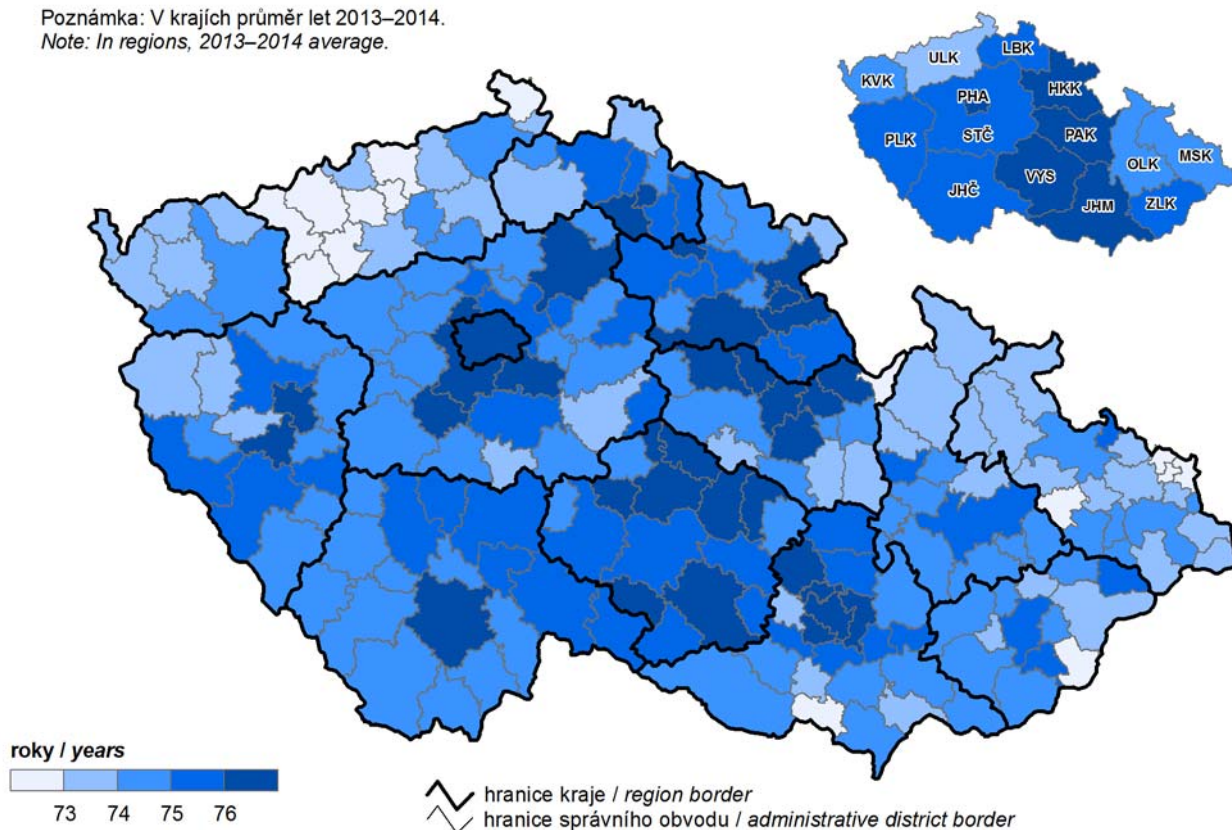 Poznámka: V krajích průměr let 2013–2014.
Note: In regions, 2013–2014 average.
ULK
LBK
KVK
HKK
PHA
STČ
PAK
PLK
OLK
MSK
VYS
JHČ
JHM
ZLK
roky / years
73 74 75 76
hranice kraje / region border
hranice správního obvodu / administrative district border